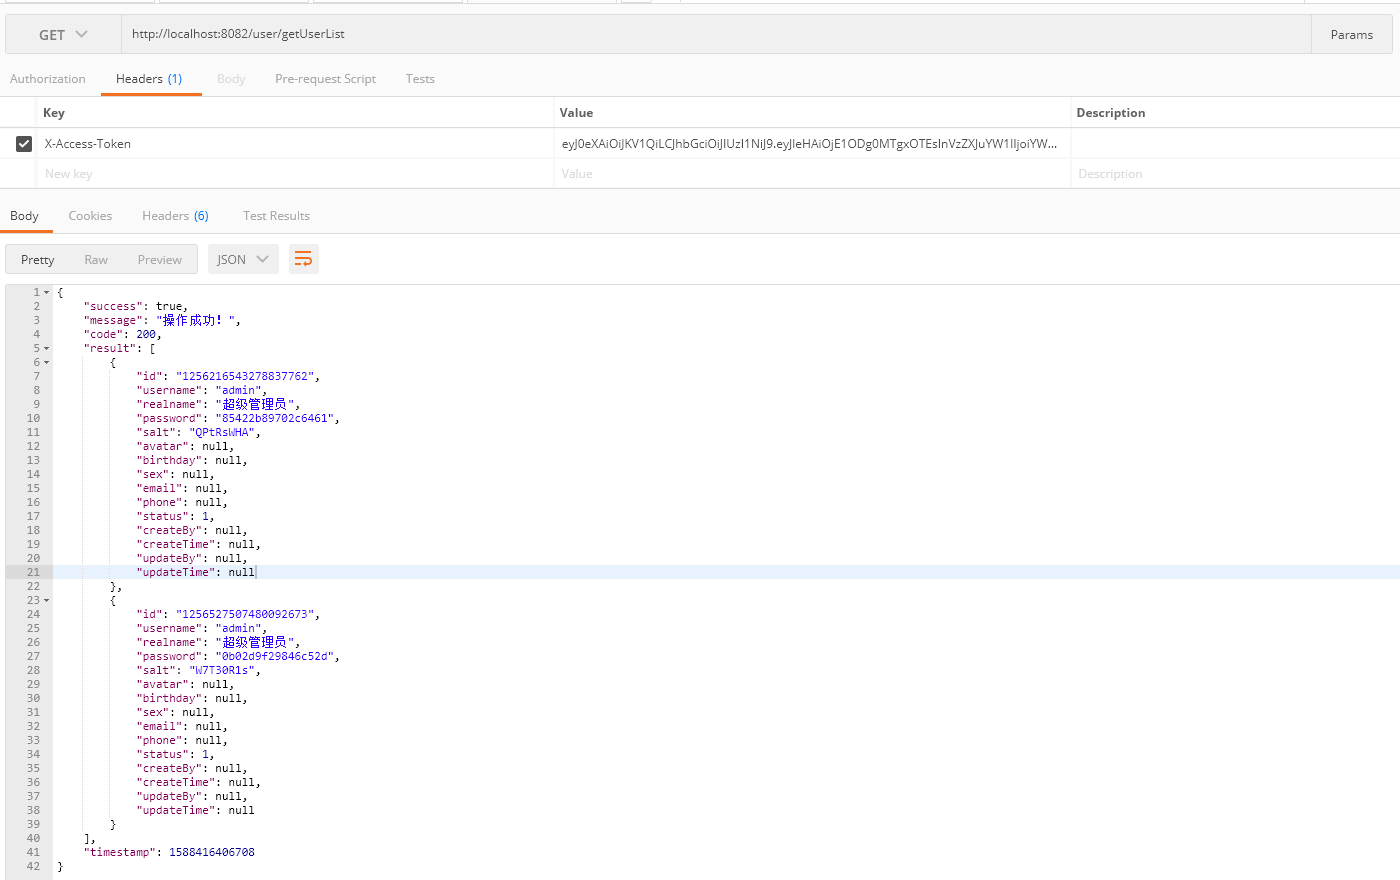 GET http://localhost:8082/user/getUserList Params
Authorization Headers (1) Body Pre-request Script Tests
Key Value Description
X-Access-Token eyJ0eXAiOiJKV1QiLCJhbGciOiJIUzI1NiJ9.eyJleHAiOjE1ODg0MTgxOTEsInVzZXJuYW1lIjoiYW...
New key Value Description
Body Cookies Headers (6) Test Results
Pretty Raw Preview JSON
1 {
2 "success": true,
3 "message": "操作成功！",
4 "code": 200,
5 "result": [
6 {
7 "id": "1256216543278837762",
8 "username": "admin",
9 "realname": "超级管理员",
10 "password": "85422b89702c6461",
11 "salt": "QPtRsWHA",
12 "avatar": null,
13 "birthday": null,
14 "sex": null,
15 "email": null,
16 "phone": null,
17 "status": 1,
18 "createBy": null,
19 "createTime": null,
20 "updateBy": null,
21 "updateTime": null
22 },
23 {
24 "id": "1256527507480092673",
25 "username": "admin",
26 "realname": "超级管理员",
27 "password": "0b02d9f29846c52d",
28 "salt": "W7T30R1s",
29 "avatar": null,
30 "birthday": null,
31 "sex": null,
32 "email": null,
33 "phone": null,
34 "status": 1,
35 "createBy": null,
36 "createTime": null,
37 "updateBy": null,
38 "updateTime": null
39 }
40 ],
41 "timestamp": 1588416406708
42 }